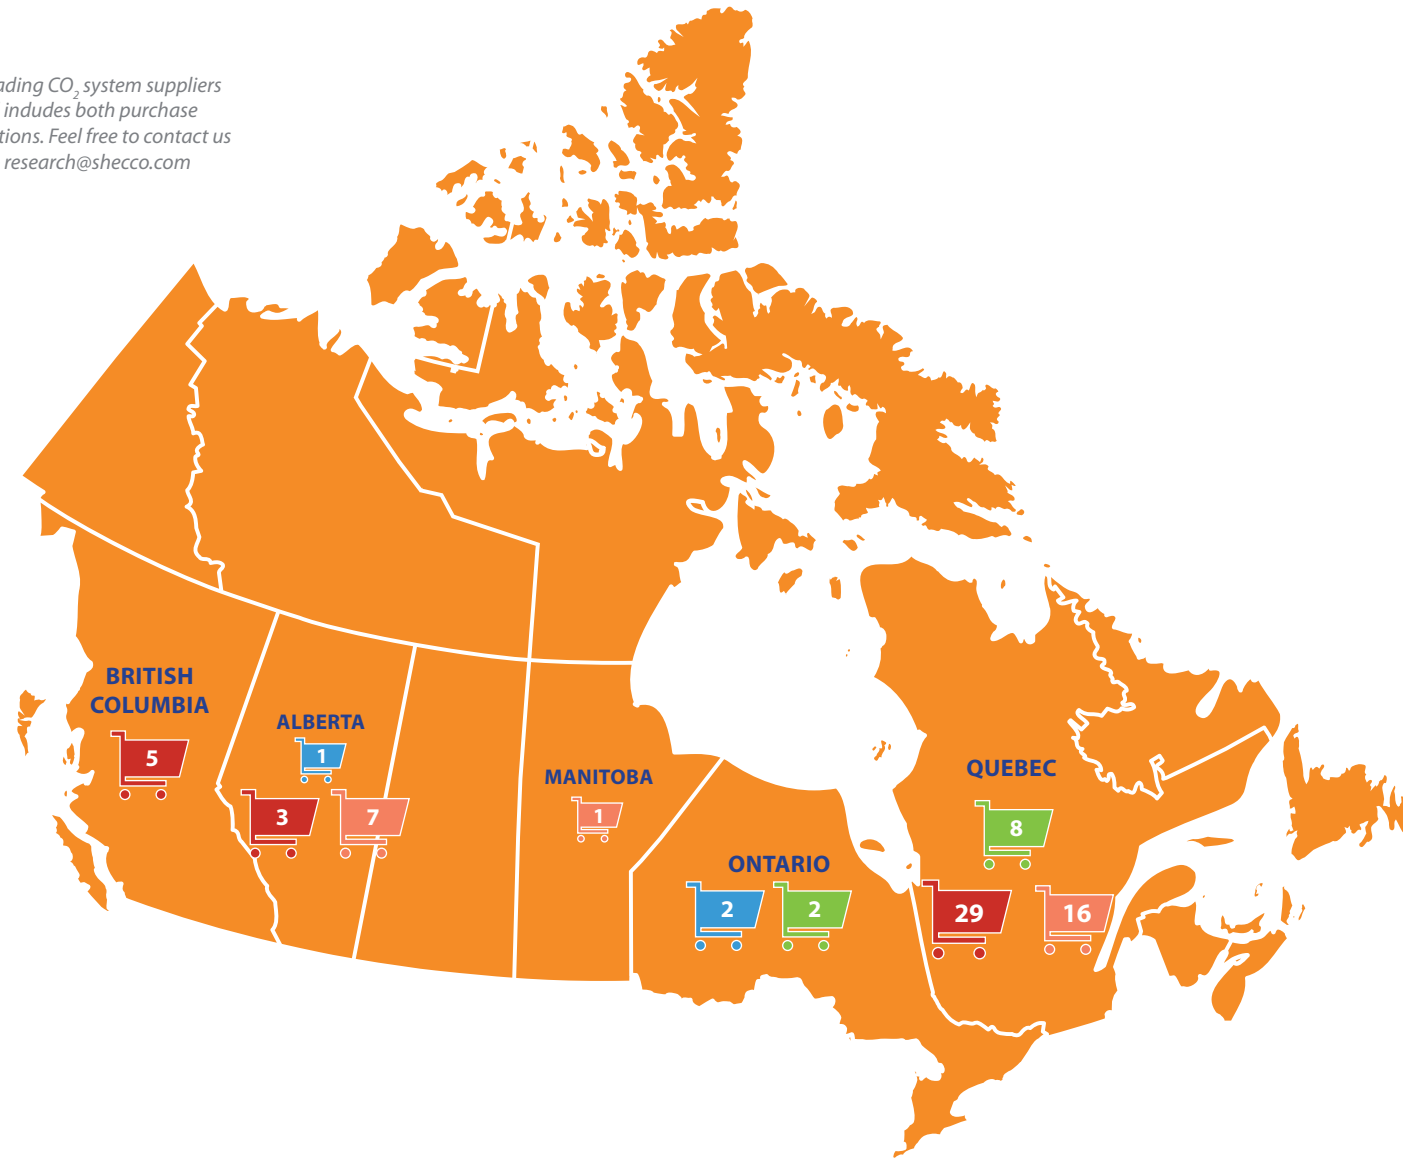 ading CO₂ system suppliers
indudes both purchase
tions. Feel free to contact us
research@shecco.com
BRITISH
COLUMBIA
5
ALBERTA
1
3 7
MANITOBA
1
ONTARIO
2 2
QUEBEC
8
29 16